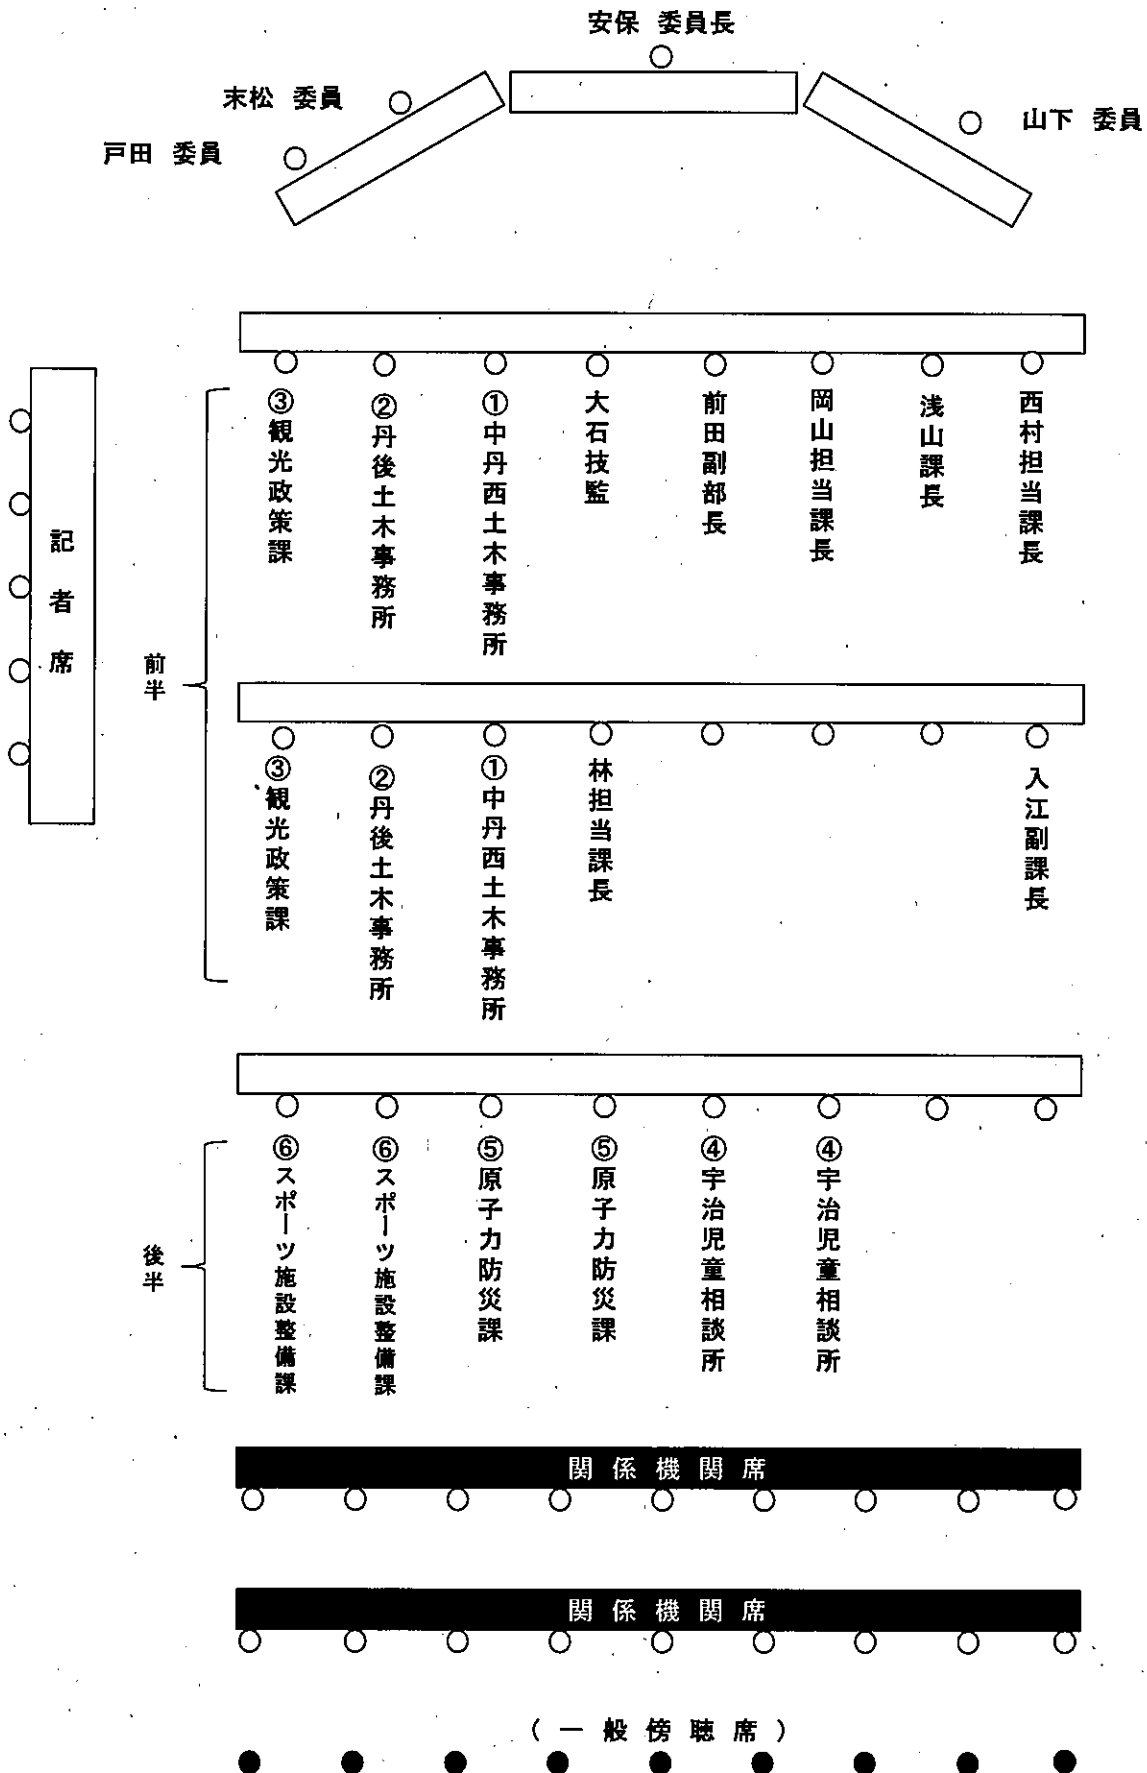 安保 委員長
末松 委員
山下 委員
戸田 委員
記者席
前半
③観光政策課
②丹後土木事務所
①中丹西土木事務所
大石技監
前田副部長
岡山担当課長
浅山課長
西村担当課長
③観光政策課
②丹後土木事務所
①中丹西土木事務所
林担当課長
入江副課長
後半
⑥スポーツ施設整備課
⑥スポーツ施設整備課
⑤原子力防災課
⑤原子力防災課
④宇治児童相談所
④宇治児童相談所
関係機関席
関係機関席
(一般傍聴席)